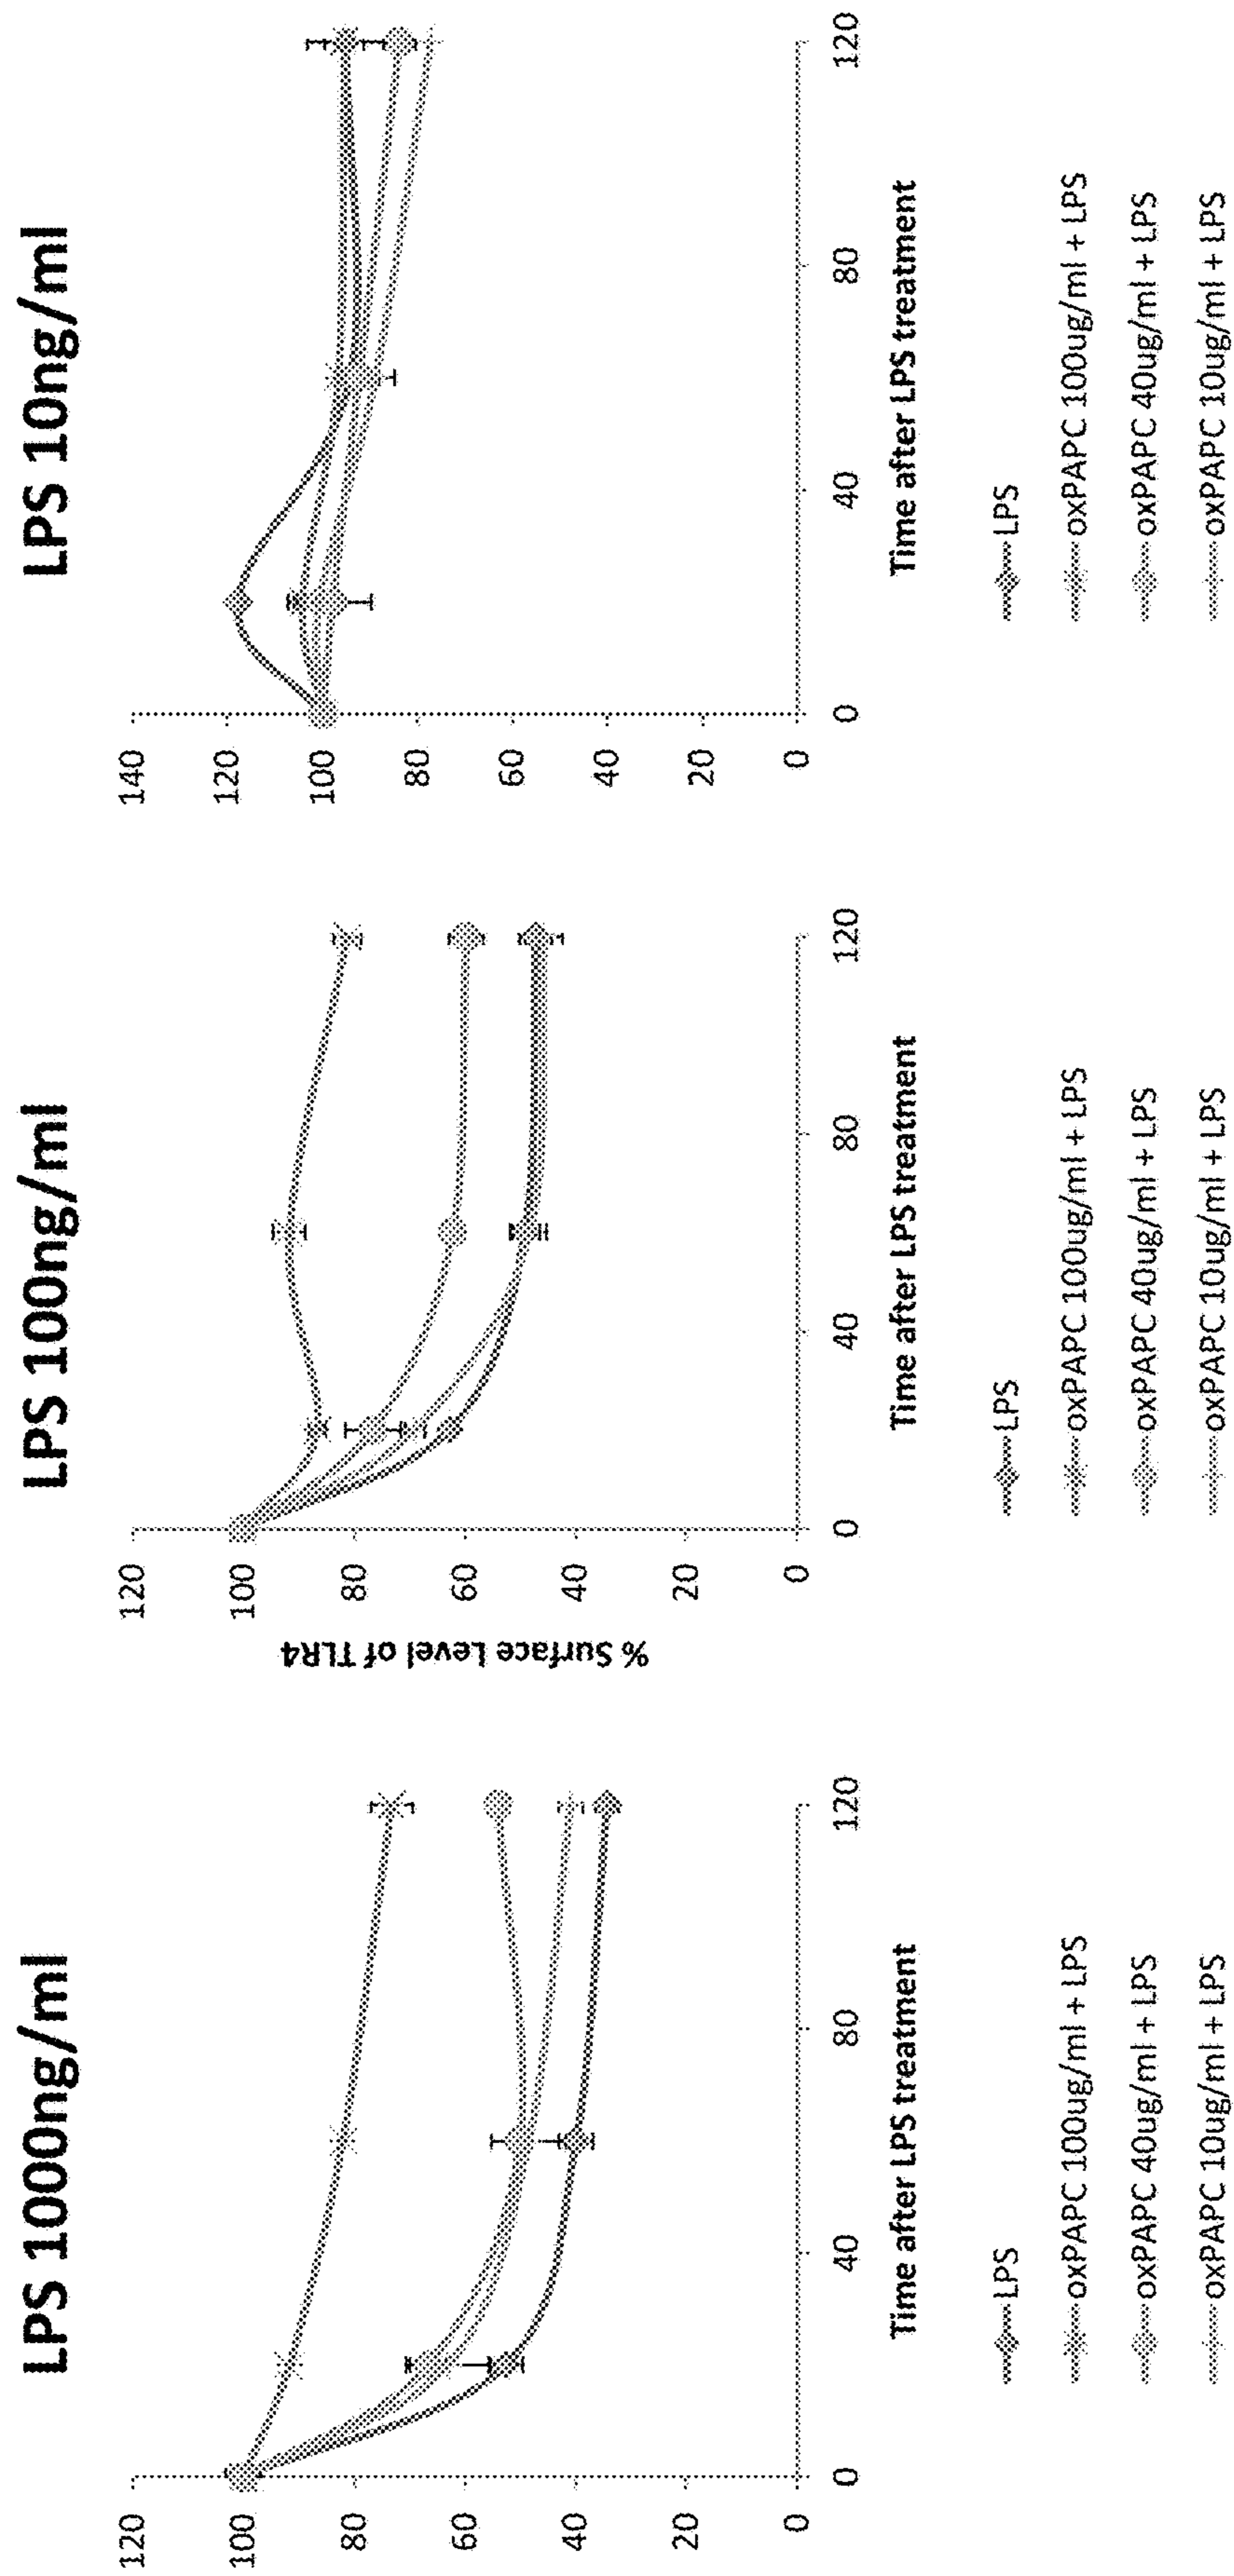 LPS 1000ng/ml
120
100
80
60
40
20
0
0
40
80
120
Time after LPS treatment
LPS
oxPAPC 100ug/ml + LPS
oxPAPC 40ug/ml + LPS
oxPAPC 10ug/ml + LPS
LPS 100ng/ml
% Surface Level of TLR4
120
100
80
60
40
20
0
0
40
80
120
Time after LPS treatment
LPS
oxPAPC 100ug/ml + LPS
oxPAPC 40ug/ml + LPS
oxPAPC 10ug/ml + LPS
LPS 10ng/ml
140
120
100
80
60
40
20
0
0
40
80
120
Time after LPS treatment
LPS
oxPAPC 100ug/ml + LPS
oxPAPC 40ug/ml + LPS
oxPAPC 10ug/ml + LPS